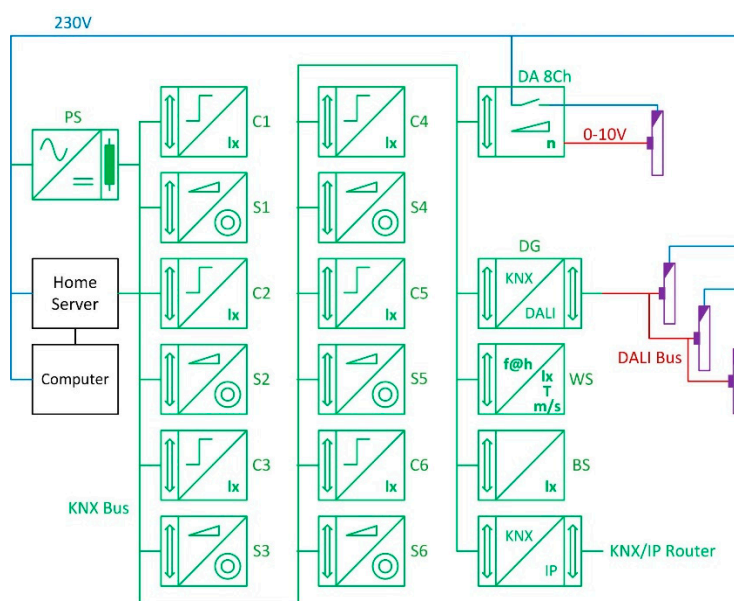 230V
PS
C1
lx
C4
lx
DA 8Ch
n
0-10V
S1
S4
Home
Server
C2
lx
C5
lx
DG
KNX
DALI
Computer
S2
S5
f@h
lx
T
m/s
WS
DALI Bus
KNX Bus
C3
lx
C6
lx
BS
lx
S3
S6
KNX
IP
KNX/IP Router